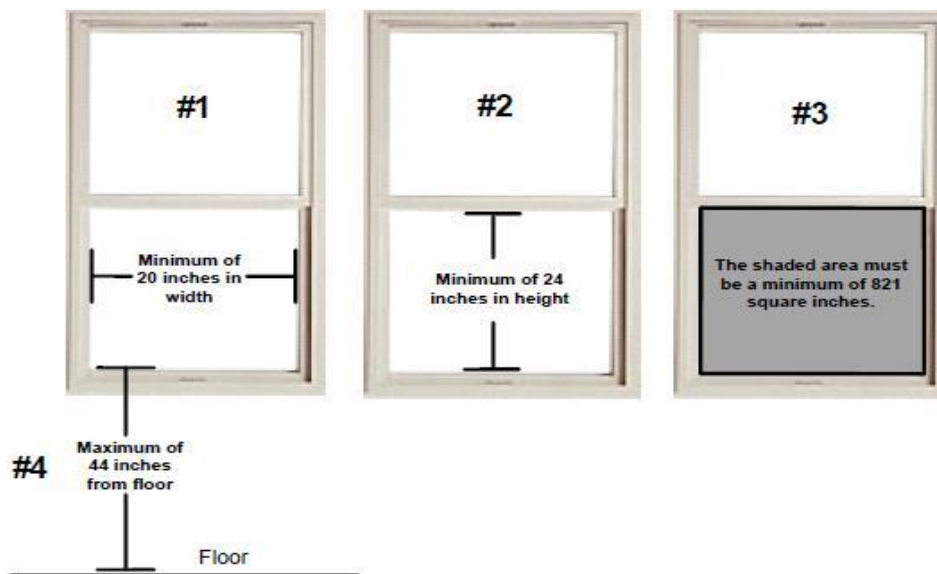 #1
Minimum of
20 inches in
width
#2
Minimum of 24
inches in height
#3
The shaded area must
be a minimum of 821
square inches.
#4
Maximum of
44 inches
from floor
Floor